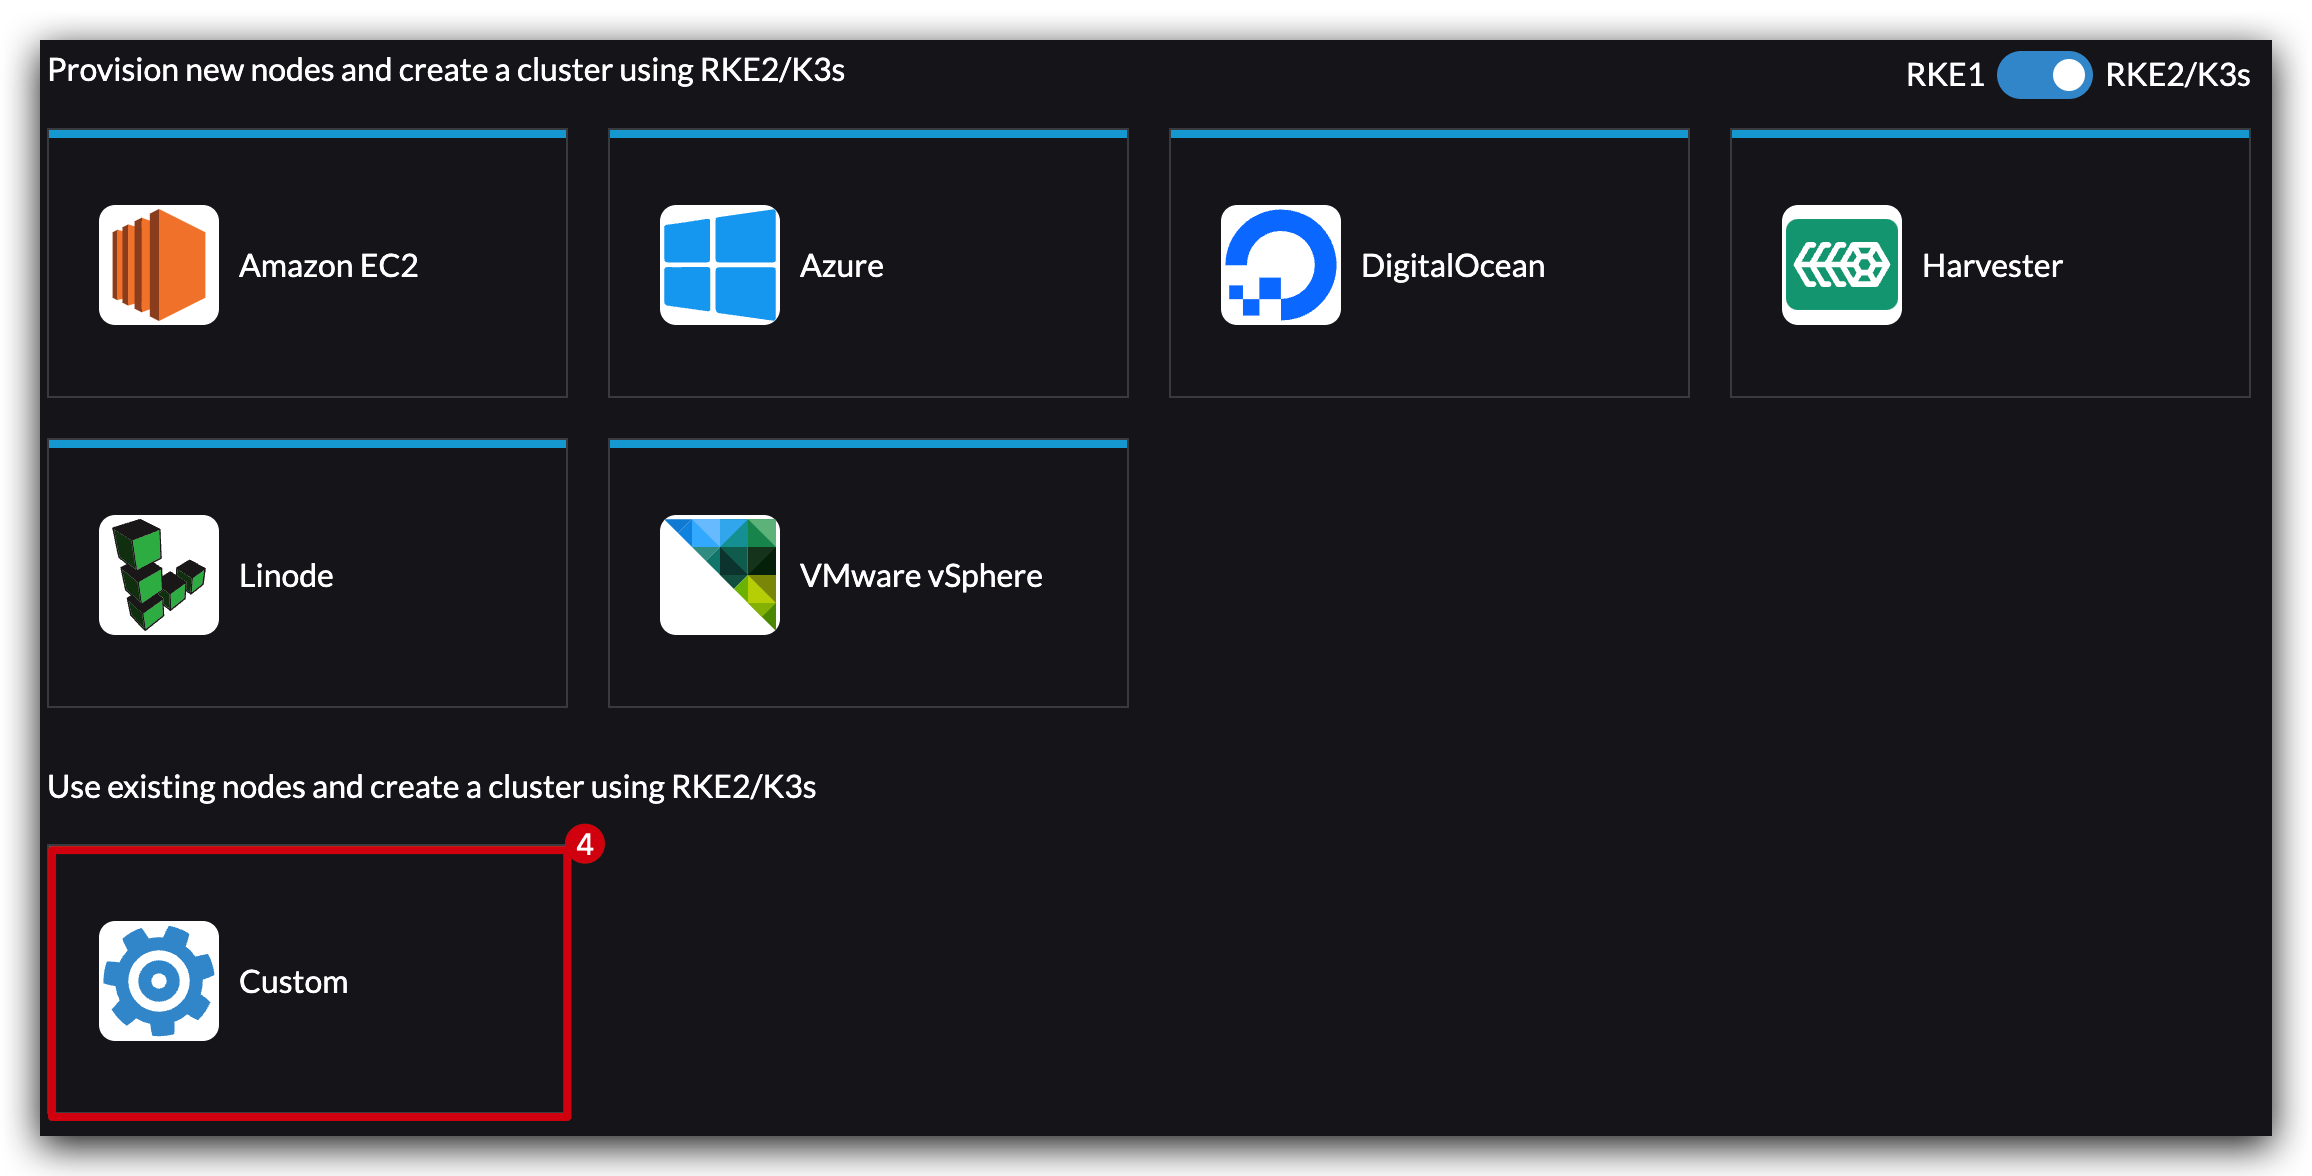 Provision new nodes and create a cluster using RKE2/K3s
RKE1 RKE2/K3s
Amazon EC2
Azure
DigitalOcean
Harvester
Linode
VMware vSphere
Use existing nodes and create a cluster using RKE2/K3s
4
Custom